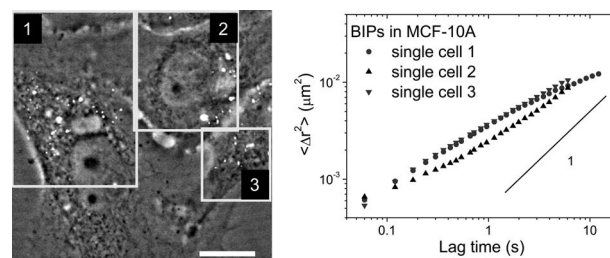 1
2
3
BIPs in MCF-10A
single cell 1
single cell 2
single cell 3
<Δr²> (μm²)
10⁻²
10⁻³
1
0.1
1
10
Lag time (s)